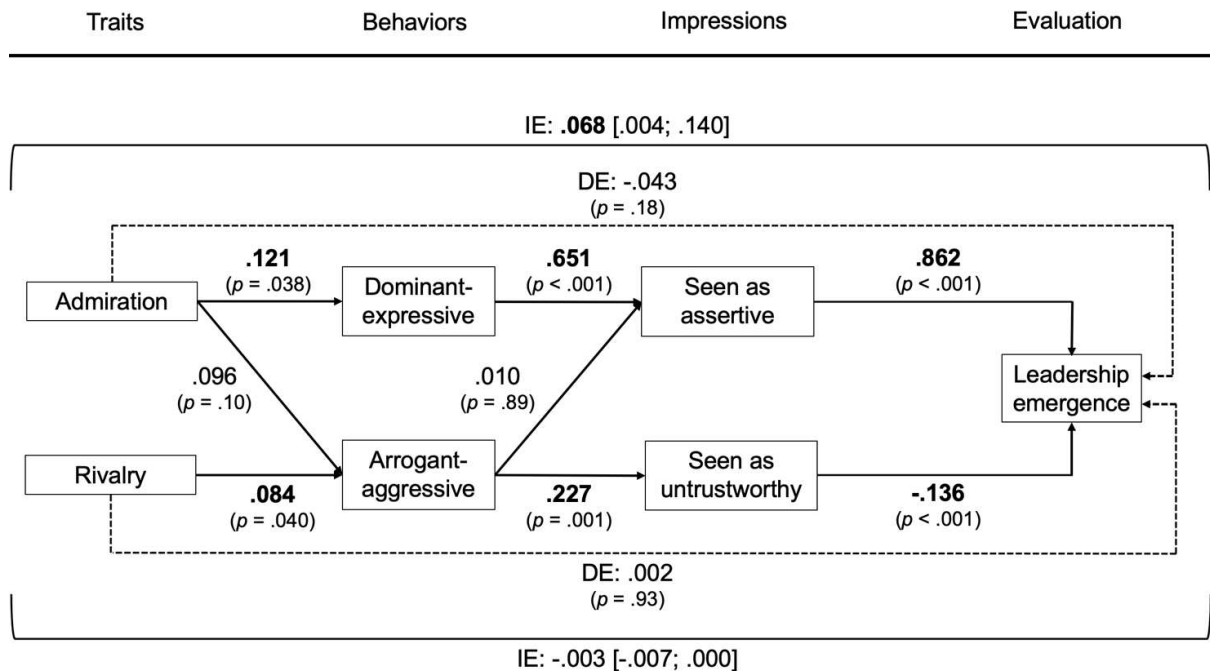 Traits Behaviors Impressions Evaluation
IE: .068 [.004; .140]
DE: -.043
(p = .18)
.121 .651 .862
(p = .038) (p < .001) (p < .001)
Admiration
Dominant-
expressive
Seen as
assertive
.096
(p = .10)
.010
(p = .89)
Leadership
emergence
Rivalry
Arrogant-
aggressive
Seen as
untrustworthy
.084 .227 -.136
(p = .040) (p = .001) (p < .001)
DE: .002
(p = .93)
IE: -.003 [-.007; .000]